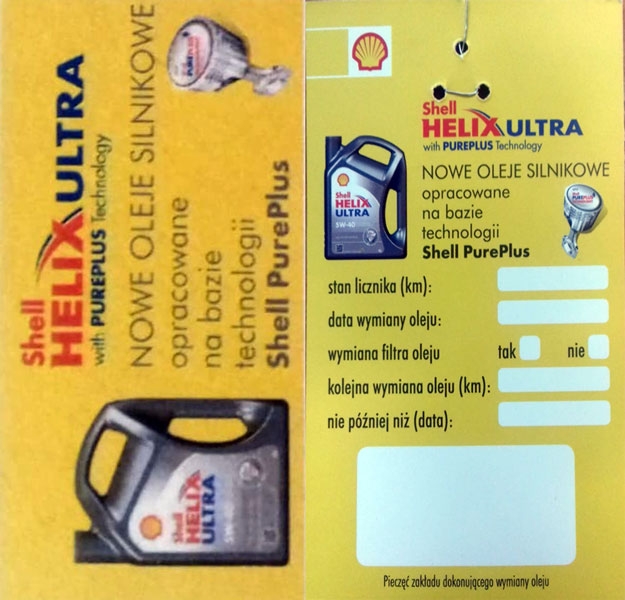 Shell
HELIX ULTRA
with PUREPLUS Technology
NOWE OLEJE SILNIKOWE
opracowane
na bazie
technologii
Shell PurePlus
Shell
HELIX
ULTRA
Shell
HELIX ULTRA
with PUREPLUS Technology
NOWE OLEJE SILNIKOWE
opracowane
na bazie
technologii
Shell PurePlus
Shell
HELIX
ULTRA
5W-40
PUREPLUS
stan licznika (km):
data wymiany oleju:
wymiana filtra oleju tak nie
kolejna wymiana oleju (km):
nie później niż (data):
Pieczęć zakładu dokonującego wymiany oleju